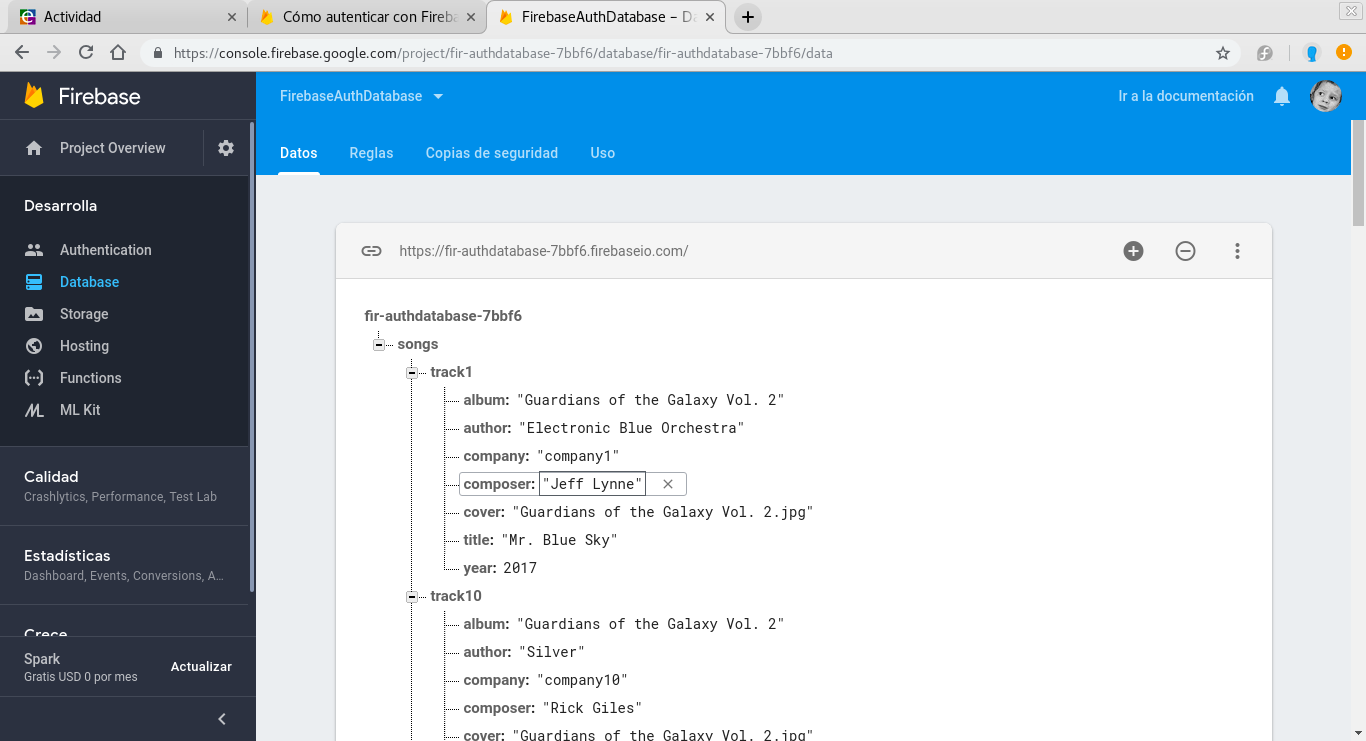 Actividad
Cómo autenticar con Fireba
FirebaseAuthDatabase – Da
https://console.firebase.google.com/project/fir-authdatabase-7bbf6/database/fir-authdatabase-7bbf6/data
Firebase
FirebaseAuthDatabase
Ir a la documentación
Project Overview
Datos Reglas Copias de seguridad Uso
Desarrolla
Authentication
Database
Storage
Hosting
Functions
ML Kit
Calidad
Crashlytics, Performance, Test Lab
Estadísticas
Dashboard, Events, Conversions, A…
Crece
Spark
Gratis USD 0 por mes
Actualizar
https://fir-authdatabase-7bbf6.firebaseio.com/
fir-authdatabase-7bbf6
songs
track1
album: "Guardians of the Galaxy Vol. 2"
author: "Electronic Blue Orchestra"
company: "company1"
composer: "Jeff Lynne"
cover: "Guardians of the Galaxy Vol. 2.jpg"
title: "Mr. Blue Sky"
year: 2017
track10
album: "Guardians of the Galaxy Vol. 2"
author: "Silver"
company: "company10"
composer: "Rick Giles"
cover: "Guardians of the Galaxy Vol. 2.jpg"